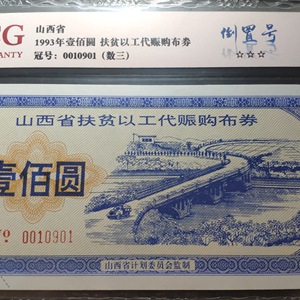 G
RANTY
山西省
1993年壹佰圆 扶贫以工代赈购布券
冠号：0010901（数三）
倒置号
☆☆☆
山西省扶贫以工代赈购布券
壹佰圆
№ 0010901
山西省计划委员会监制